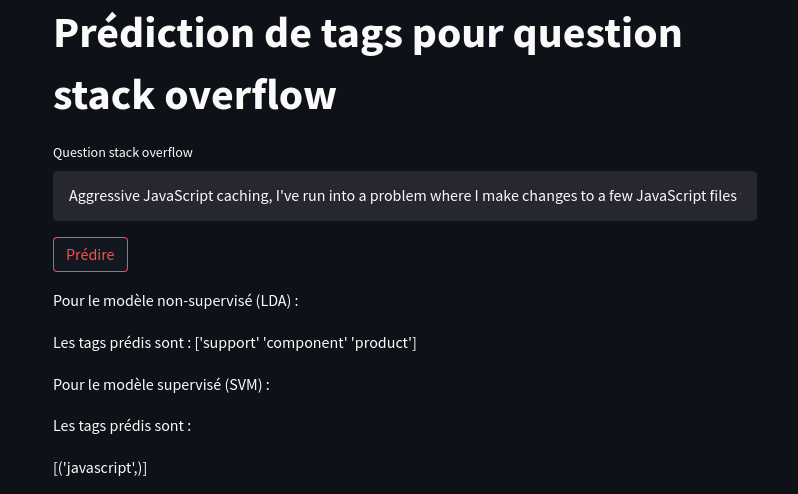 Prédiction de tags pour question
stack overflow
Question stack overflow
Aggressive JavaScript caching, I've run into a problem where I make changes to a few JavaScript files
Prédire
Pour le modèle non-supervisé (LDA) :
Les tags prédis sont : ['support' 'component' 'product']
Pour le modèle supervisé (SVM) :
Les tags prédis sont :
[('javascript',)]